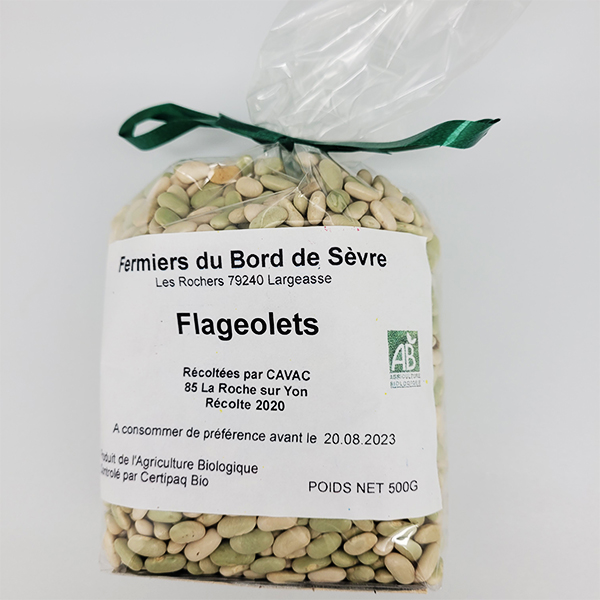 Fermiers du Bord de Sèvre
Les Rochers 79240 Largeasse
Flageolets
AB
AGRICULTURE
BIOLOGIQUE
Récoltées par CAVAC
85 La Roche sur Yon
Récolte 2020
A consommer de préférence avant le 20.08.2023
de l'Agriculture Biologique
par Certipaq Bio
POIDS NET 500G